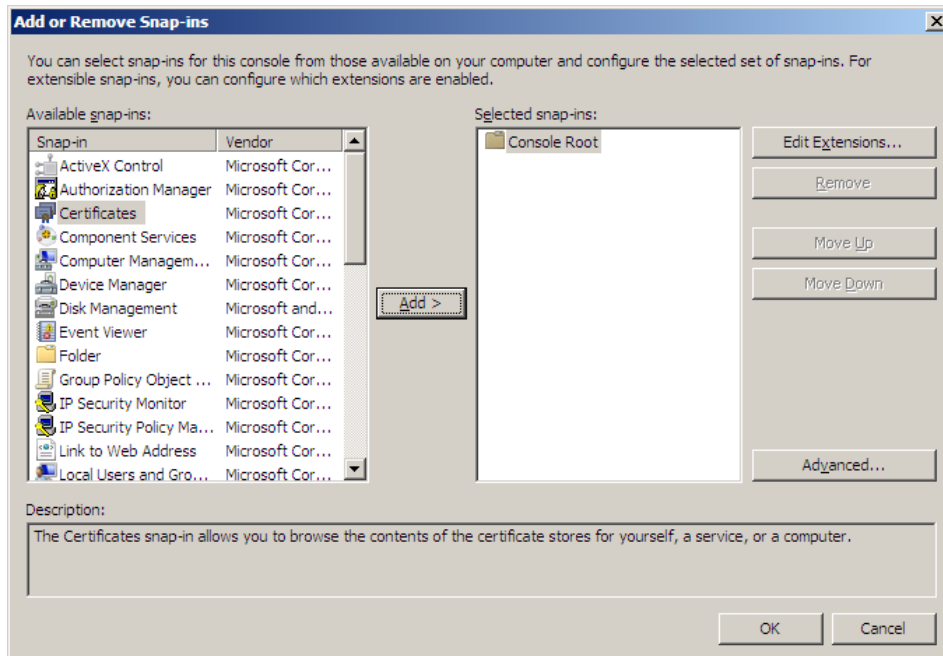 Add or Remove Snap-ins
You can select snap-ins for this console from those available on your computer and configure the selected set of snap-ins. For
extensible snap-ins, you can configure which extensions are enabled.
Available snap-ins:
Selected snap-ins:
Snap-in Vendor
ActiveX Control Microsoft Cor...
Authorization Manager Microsoft Cor...
Certificates Microsoft Cor...
Component Services Microsoft Cor...
Computer Managem... Microsoft Cor...
Device Manager Microsoft Cor...
Disk Management Microsoft and...
Event Viewer Microsoft Cor...
Folder Microsoft Cor...
Group Policy Object ... Microsoft Cor...
IP Security Monitor Microsoft Cor...
IP Security Policy Ma... Microsoft Cor...
Link to Web Address Microsoft Cor...
Local Users and Gro... Microsoft Cor...
Add >
Console Root
Edit Extensions...
Remove
Move Up
Move Down
Advanced...
Description:
The Certificates snap-in allows you to browse the contents of the certificate stores for yourself, a service, or a computer.
OK
Cancel